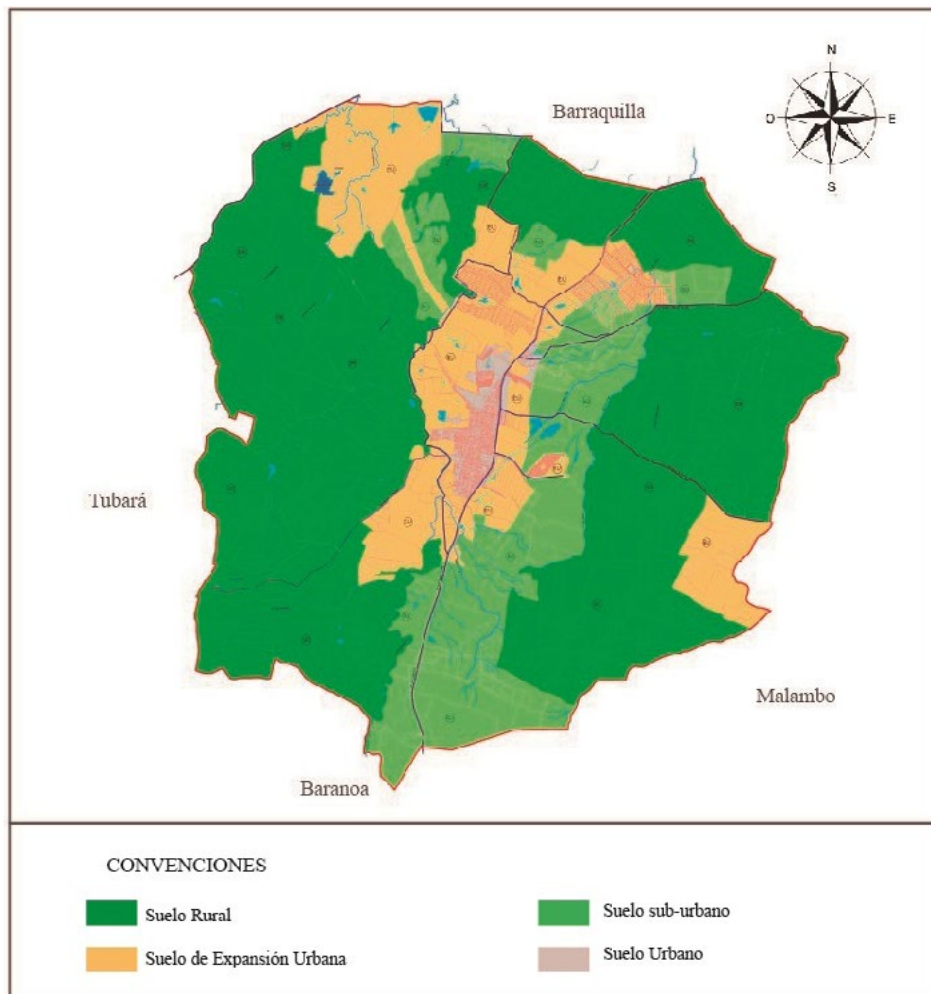 N
Barraquilla
O
E
S
Tubará
Malambo
Baranoa
CONVENCIONES
Suelo Rural
Suelo sub-urbano
Suelo de Expansión Urbana
Suelo Urbano